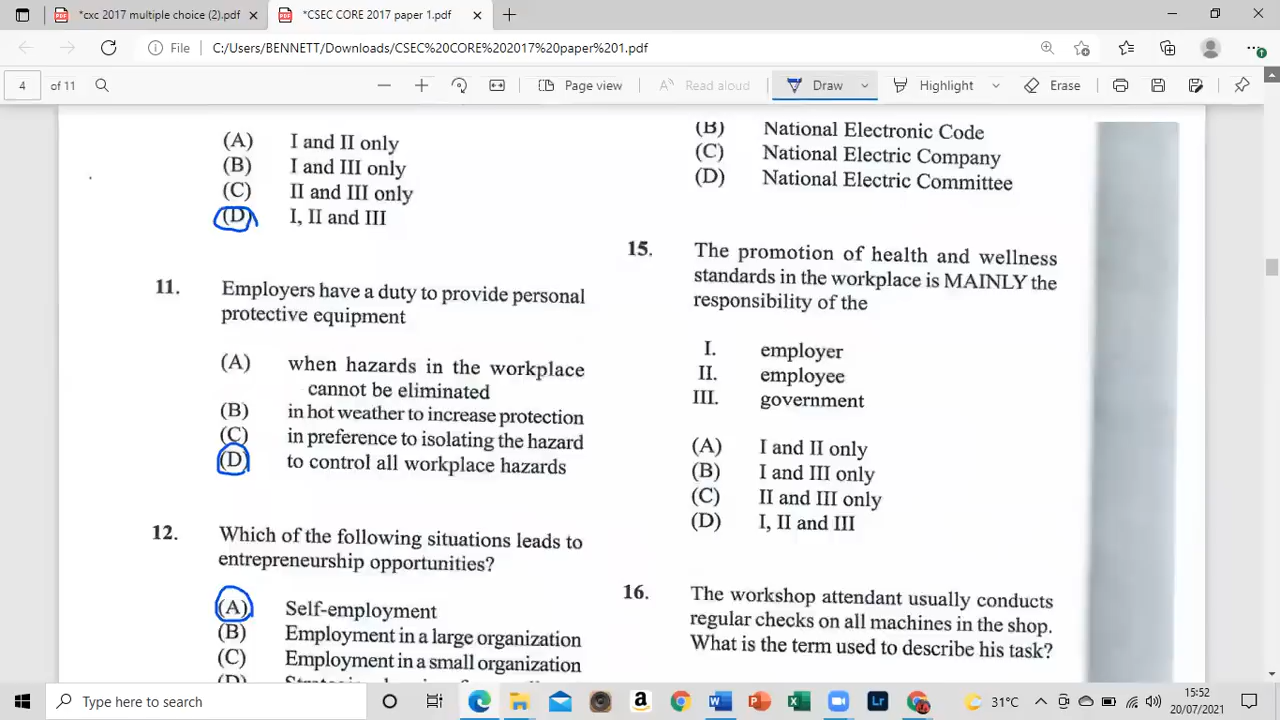 *cxc 2017 multiple choice (2).pdf
*CSEC CORE 2017 paper 1.pdf
File
C:/Users/BENNETT/Downloads/CSEC%20CORE%202017%20paper%201.pdf
4
of 11
Page view
Read aloud
Draw
Highlight
Erase
(A) I and II only
(B) I and III only
(C) II and III only
(D) I, II and III
11. Employers have a duty to provide personal
protective equipment
(A) when hazards in the workplace
cannot be eliminated
(B) in hot weather to increase protection
(C) in preference to isolating the hazard
(D) to control all workplace hazards
12. Which of the following situations leads to
entrepreneurship opportunities?
(A) Self-employment
(B) Employment in a large organization
(C) Employment in a small organization
(B) National Electronic Code
(C) National Electric Company
(D) National Electric Committee
15. The promotion of health and wellness
standards in the workplace is MAINLY the
responsibility of the
I. employer
II. employee
III. government
(A) I and II only
(B) I and III only
(C) II and III only
(D) I, II and III
16. The workshop attendant usually conducts
regular checks on all machines in the shop.
What is the term used to describe his task?
Type here to search
31°C
15:52
20/07/2021